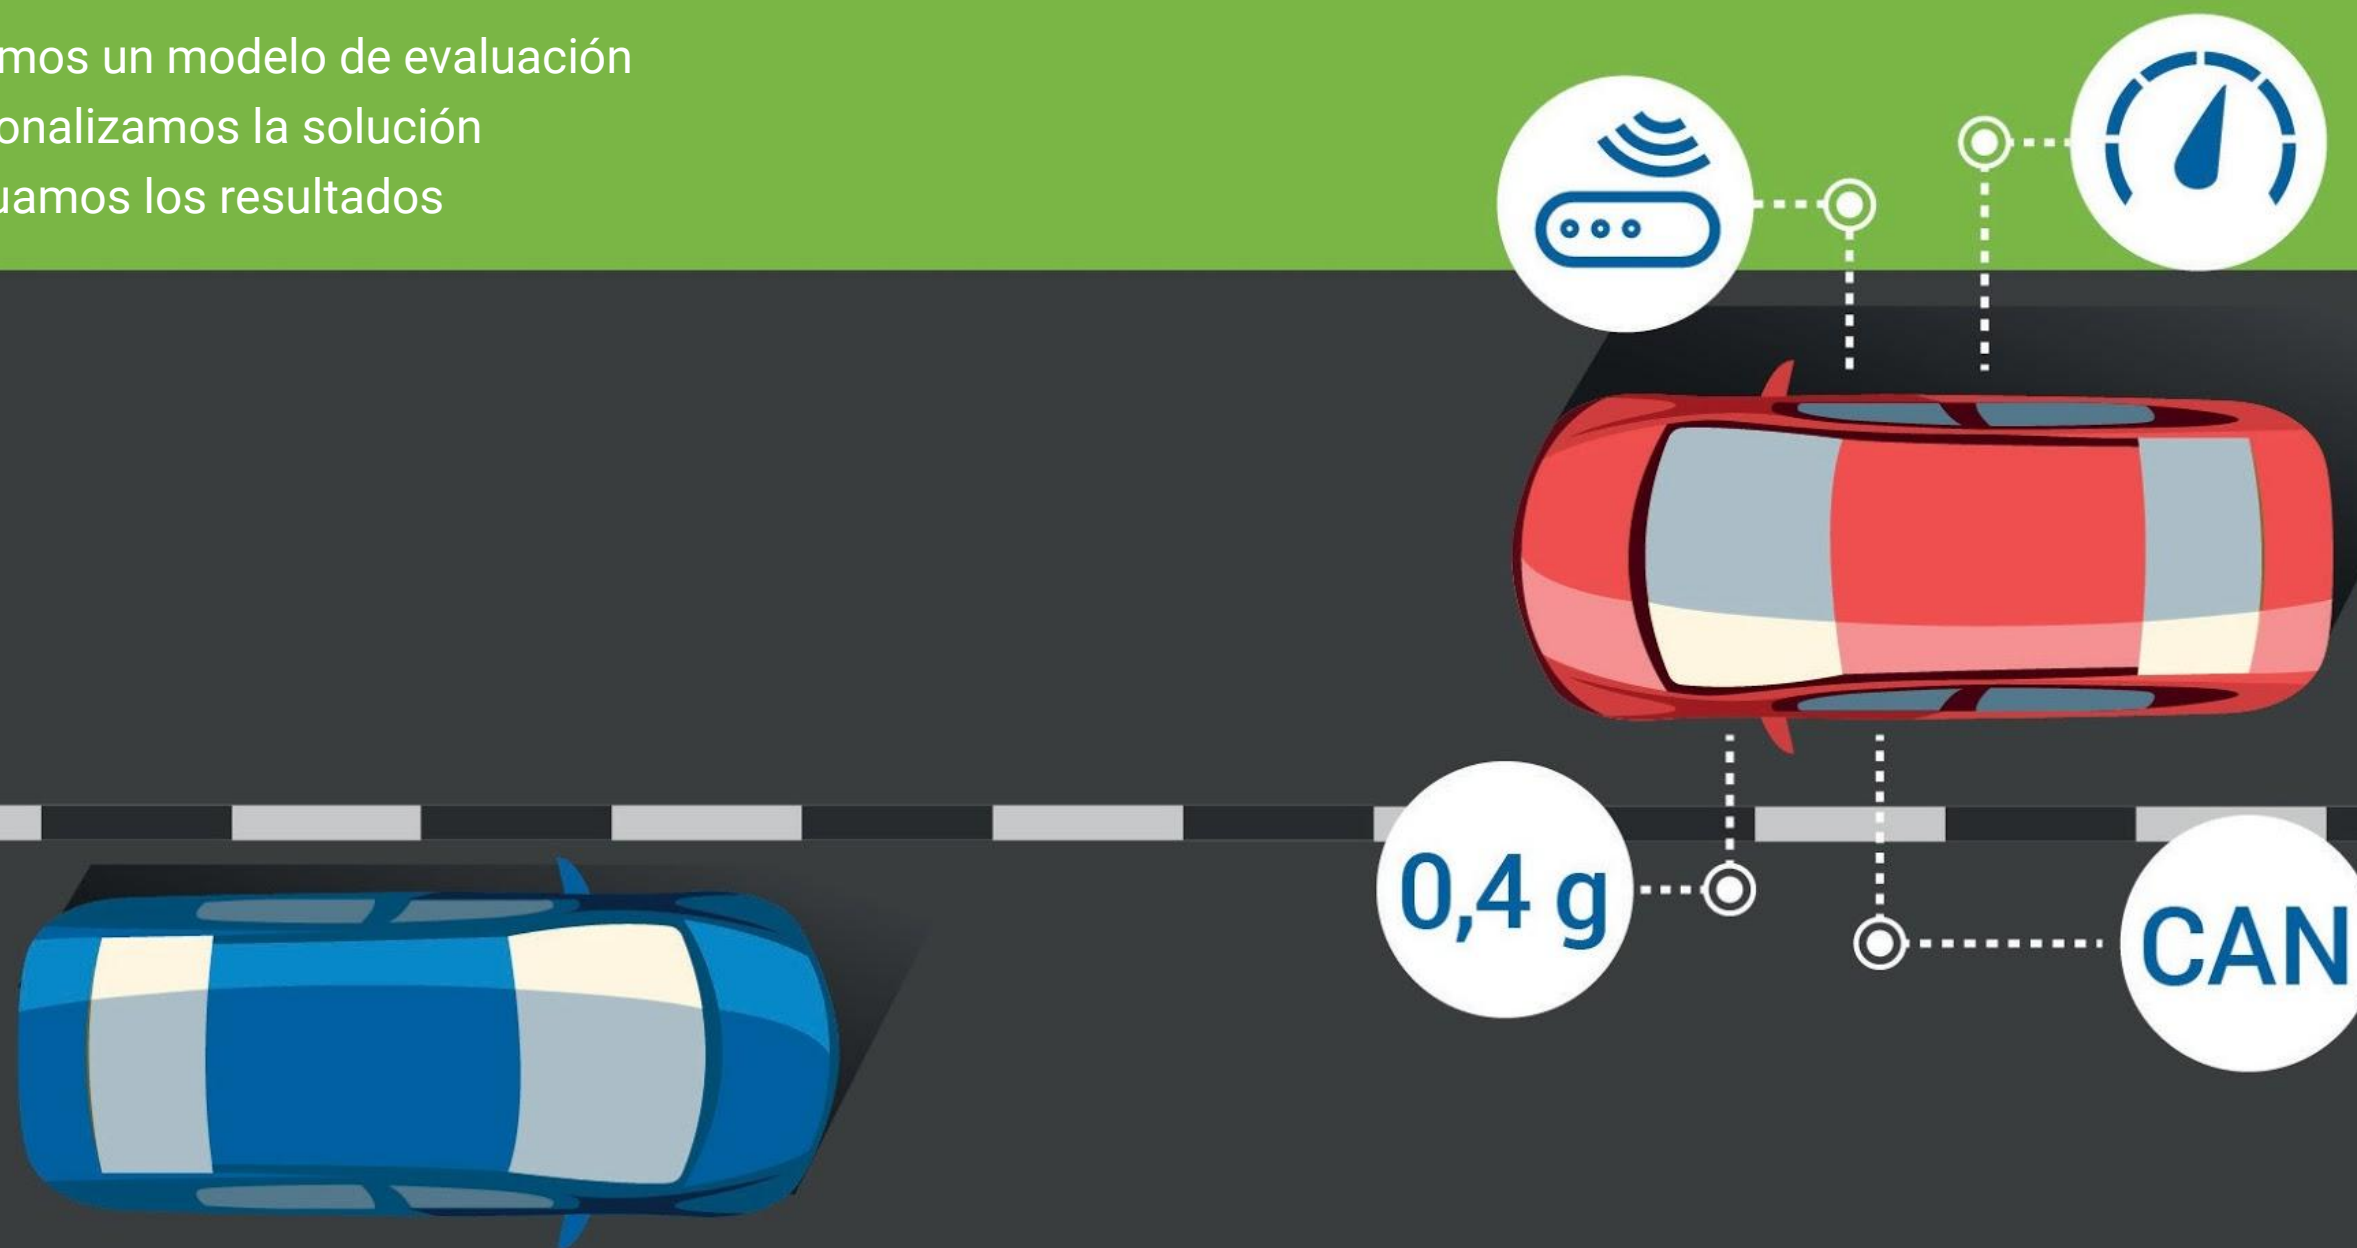 mos un modelo de evaluación
onalizamos la solución
uamos los resultados
0,4 g
CAN